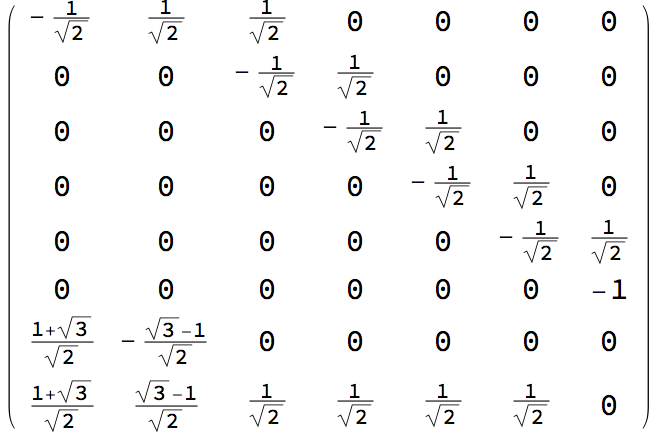 -1/√2 1/√2 1/√2 0 0 0 0
0 0 -1/√2 1/√2 0 0 0
0 0 0 -1/√2 1/√2 0 0
0 0 0 0 -1/√2 1/√2 0
0 0 0 0 0 -1/√2 1/√2
0 0 0 0 0 0 -1
(1+√3)/√2 -(√3-1)/√2 0 0 0 0 0
(1+√3)/√2 (√3-1)/√2 1/√2 1/√2 1/√2 1/√2 0